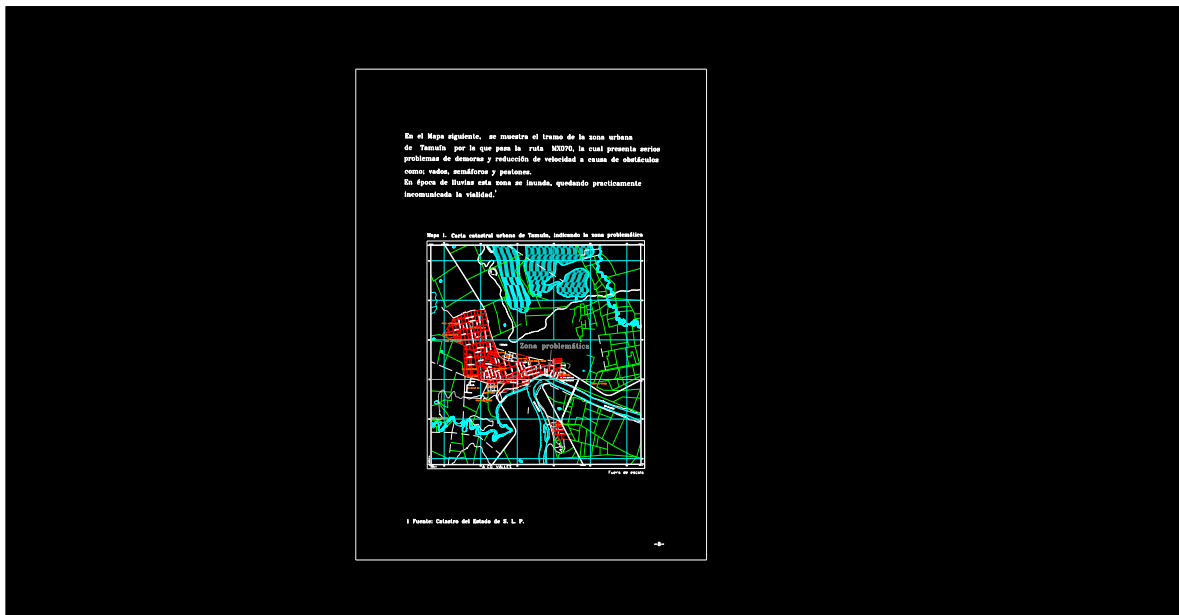 En el Mapa siguiente, se muestra el tramo de la zona urbana
de Tamuín por la que pasa la ruta MX070, la cual presenta serios
problemas de demoras y reducción de velocidad a causa de obstáculos
como; vados, semáforos y peatones.
En época de lluvias esta zona se inunda, quedando practicamente
incomunicada la vialidad.¹
Mapa 1. Carta catastral urbana de Tamuín, indicando la zona problemática
Zona problemática
A CD. VALLES
Fuera de escala
1 Fuente: Catastro del Estado de S. L. P.